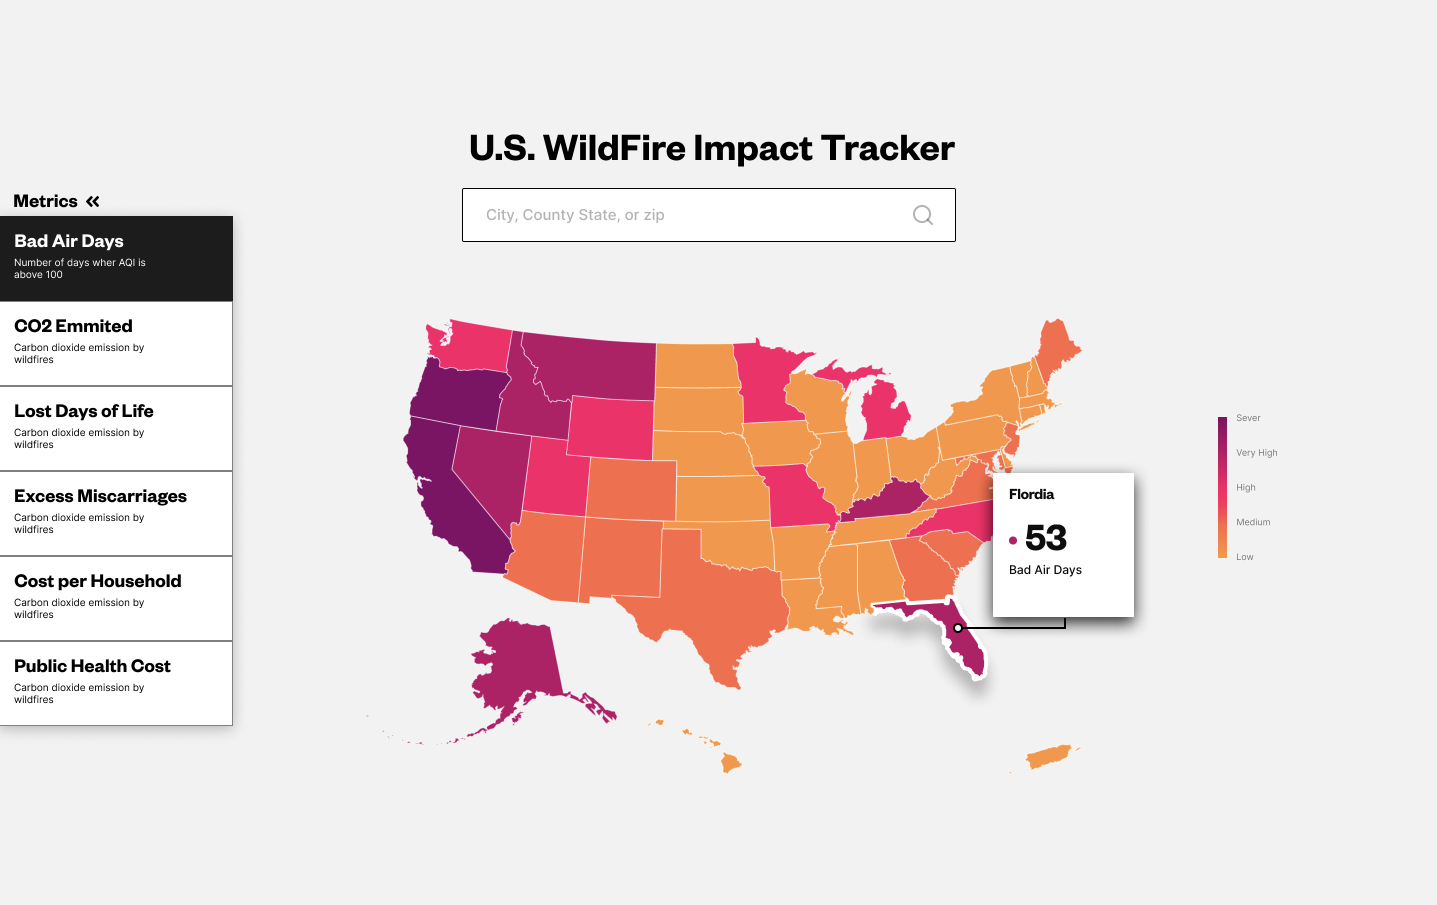 U.S. WildFire Impact Tracker
City, County State, or zip
Metrics
Bad Air Days
Number of days wher AQI is
above 100
CO2 Emmited
Carbon dioxide emission by
wildfires
Lost Days of Life
Carbon dioxide emission by
wildfires
Excess Miscarriages
Carbon dioxide emission by
wildfires
Cost per Household
Carbon dioxide emission by
wildfires
Public Health Cost
Carbon dioxide emission by
wildfires
Flordia
53
Bad Air Days
Sever
Very High
High
Medium
Low